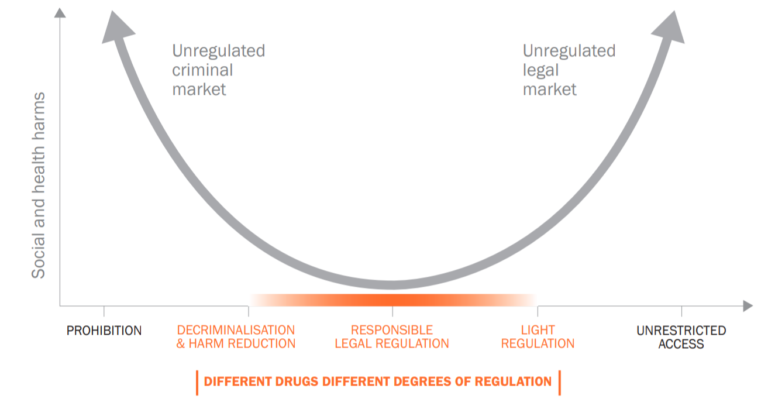 Unregulated
criminal
market
Unregulated
legal
market
Social and health harms
PROHIBITION
DECRIMINALISATION
& HARM REDUCTION
RESPONSIBLE
LEGAL REGULATION
LIGHT
REGULATION
UNRESTRICTED
ACCESS
DIFFERENT DRUGS DIFFERENT DEGREES OF REGULATION